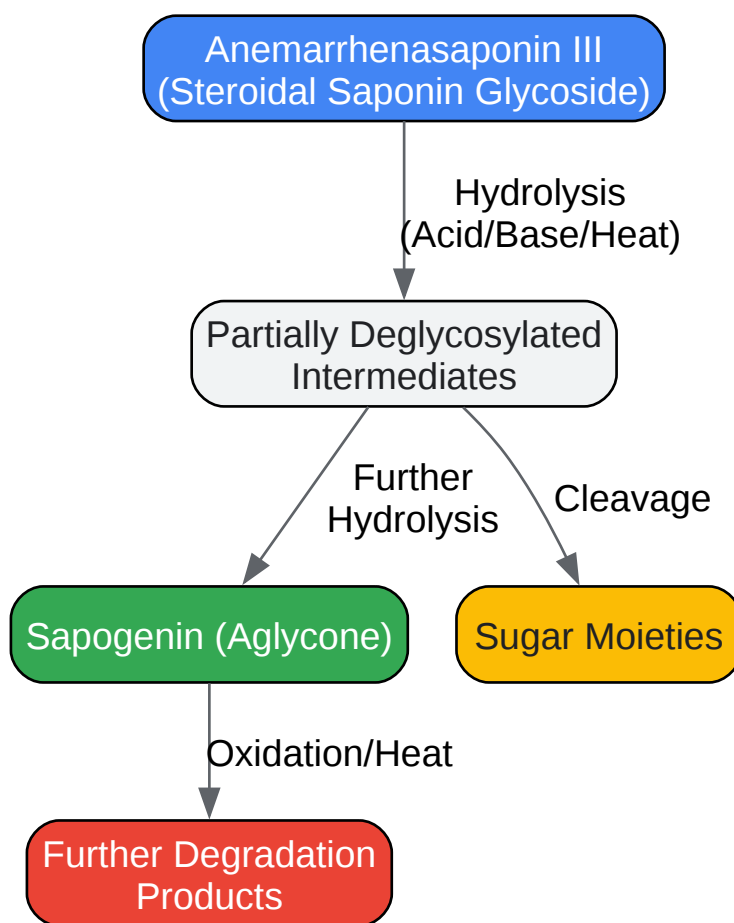 Anemarrhenasaponin III
(Steroidal Saponin Glycoside)
Hydrolysis
(Acid/Base/Heat)
Partially Deglycosylated
Intermediates
Further
Hydrolysis
Cleavage
Sapogenin (Aglycone)
Sugar Moieties
Oxidation/Heat
Further Degradation
Products